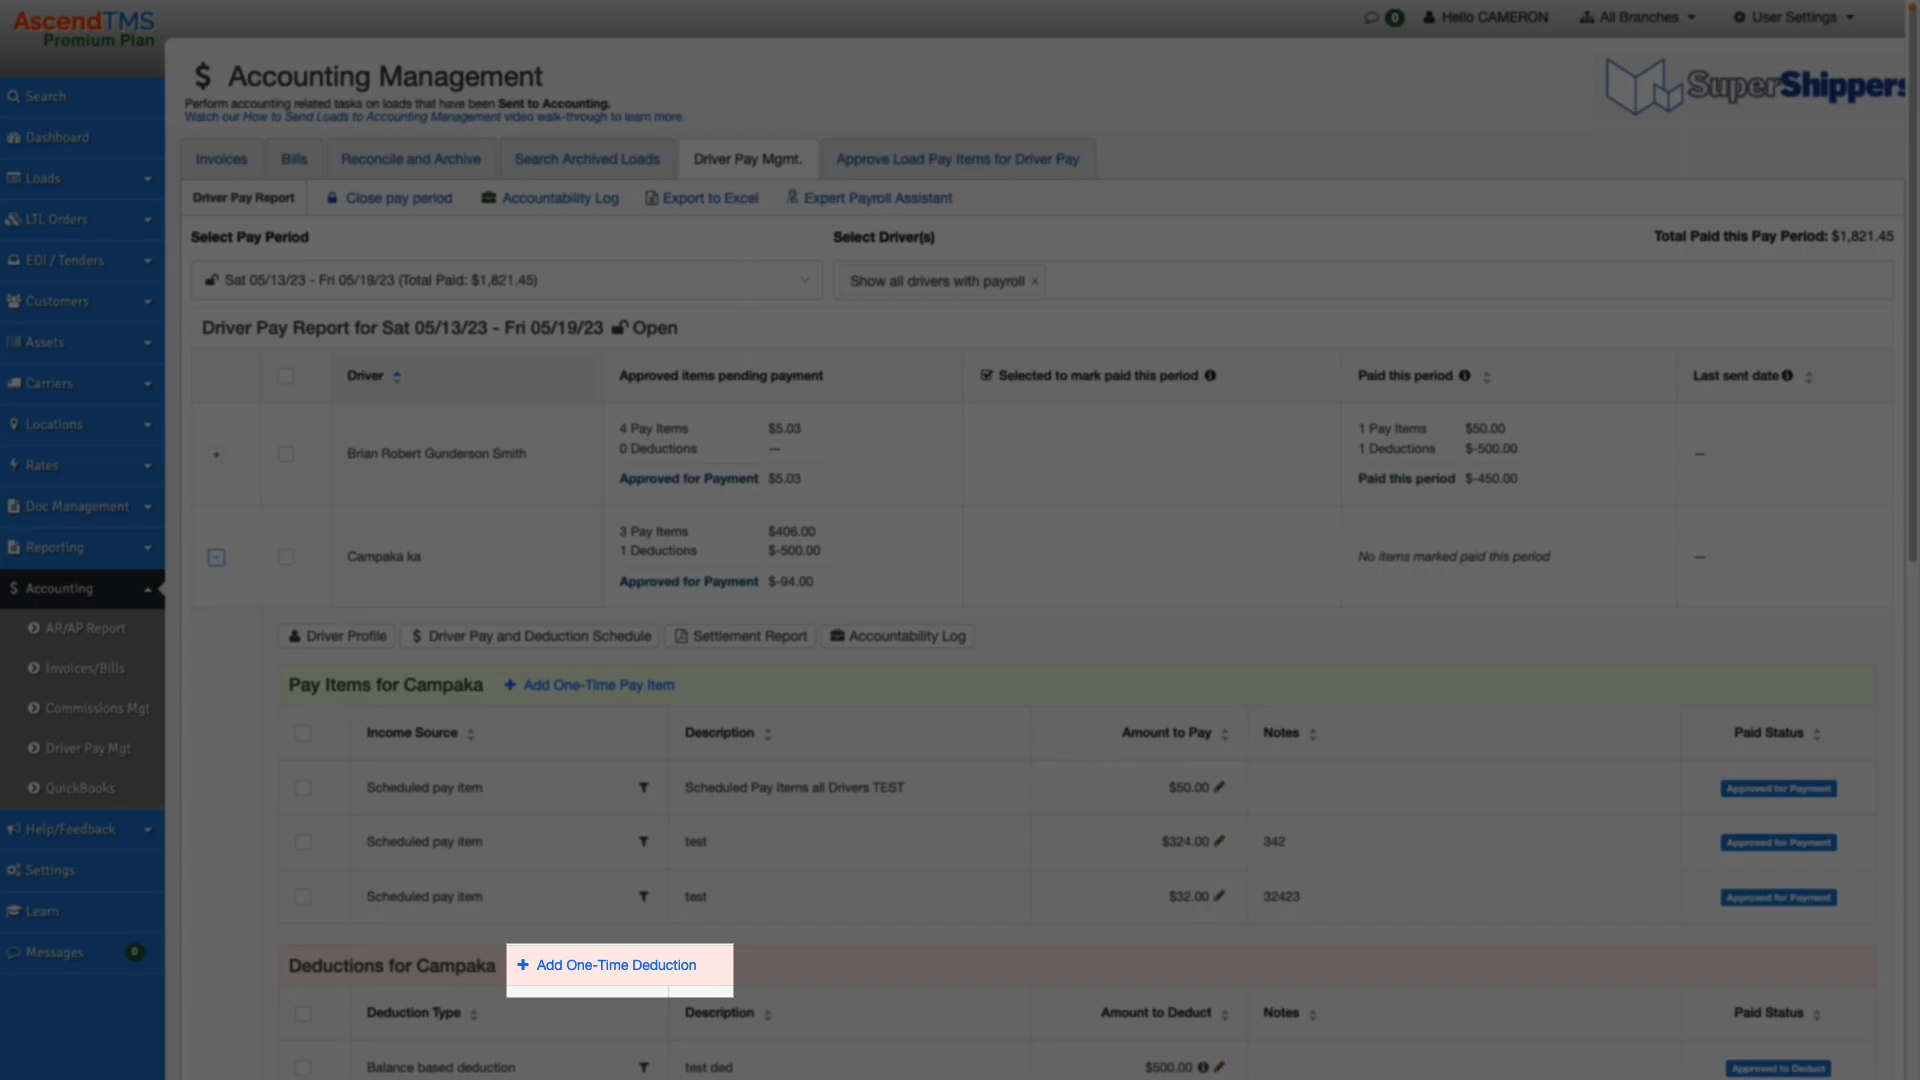 AscendTMS
Premium Plan
0
Hello CAMERON
All Branches
User Settings
Search
Dashboard
Loads
LTL Orders
EDI / Tenders
Customers
Assets
Carriers
Locations
Rates
Doc Management
Reporting
Accounting
AR/AP Report
Invoices/Bills
Commissions Mgt
Driver Pay Mgt
QuickBooks
Help/Feedback
Settings
Learn
Messages 0
$ Accounting Management
Perform accounting related tasks on loads that have been Sent to Accounting.
Watch our How to Send Loads to Accounting Management video walk-through to learn more.
SuperShippers
Invoices
Bills
Reconcile and Archive
Search Archived Loads
Driver Pay Mgmt.
Approve Load Pay Items for Driver Pay
Driver Pay Report
Close pay period
Accountability Log
Export to Excel
Expert Payroll Assistant
Select Pay Period
Select Driver(s)
Total Paid this Pay Period: $1,821.45
Sat 05/13/23 - Fri 05/19/23 (Total Paid: $1,821.45)
Show all drivers with payroll ×
Driver Pay Report for Sat 05/13/23 - Fri 05/19/23 Open
Driver
Approved items pending payment
Selected to mark paid this period
Paid this period
Last sent date
+
Brian Robert Gunderson Smith
4 Pay Items $5.03
0 Deductions —
Approved for Payment $5.03
1 Pay Items $50.00
1 Deductions $-500.00
Paid this period $-450.00
—
-
Campaka ka
3 Pay Items $406.00
1 Deductions $-500.00
Approved for Payment $-94.00
No items marked paid this period
—
Driver Profile
$ Driver Pay and Deduction Schedule
Settlement Report
Accountability Log
Pay Items for Campaka + Add One-Time Pay Item
Income Source Description Amount to Pay Notes Paid Status
Scheduled pay item Scheduled Pay Items all Drivers TEST $50.00 Approved for Payment
Scheduled pay item test $324.00 342 Approved for Payment
Scheduled pay item test $32.00 32423 Approved for Payment
Deductions for Campaka + Add One-Time Deduction
Deduction Type Description Amount to Deduct Notes Paid Status
Balance based deduction test ded $500.00 Approved to Deduct